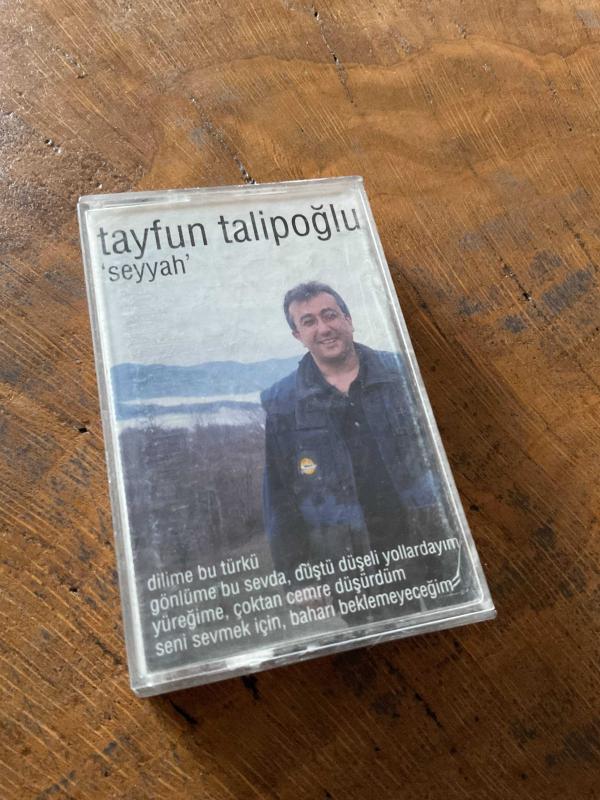 tayfun talipoğlu
‘seyyah’
dilime bu türkü
gönlüme bu sevda, düştü düşeli yollardayım
yüreğime, çoktan cemre düşürdüm
seni sevmek için, baharı beklemeyeceğim